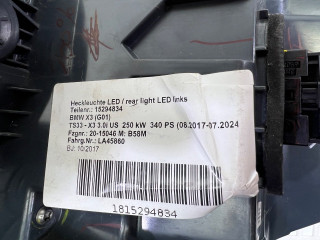 Heckleuchte LED / rear light LED links
Teilenr.: 15294834
BMW X3 (G01)
TS33 - X3 3.0i US 250 kW 340 PS (08.2017-07.2024
Fzgnr.: 20-15046 M: B58M
Fahrg.Nr.: LA45860
BJ: 10/2017
1815294834